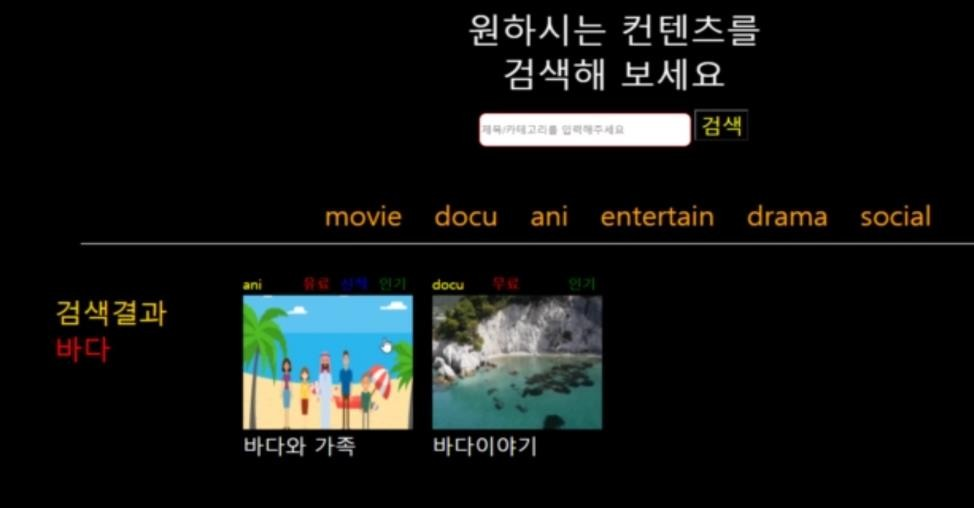 원하시는 컨텐츠를
검색해 보세요
제목/카테고리를 입력해주세요
검색
movie docu ani entertain drama social
검색결과
바다
ani 유료 신작 인기
docu 무료 인기
바다와 가족
바다이야기